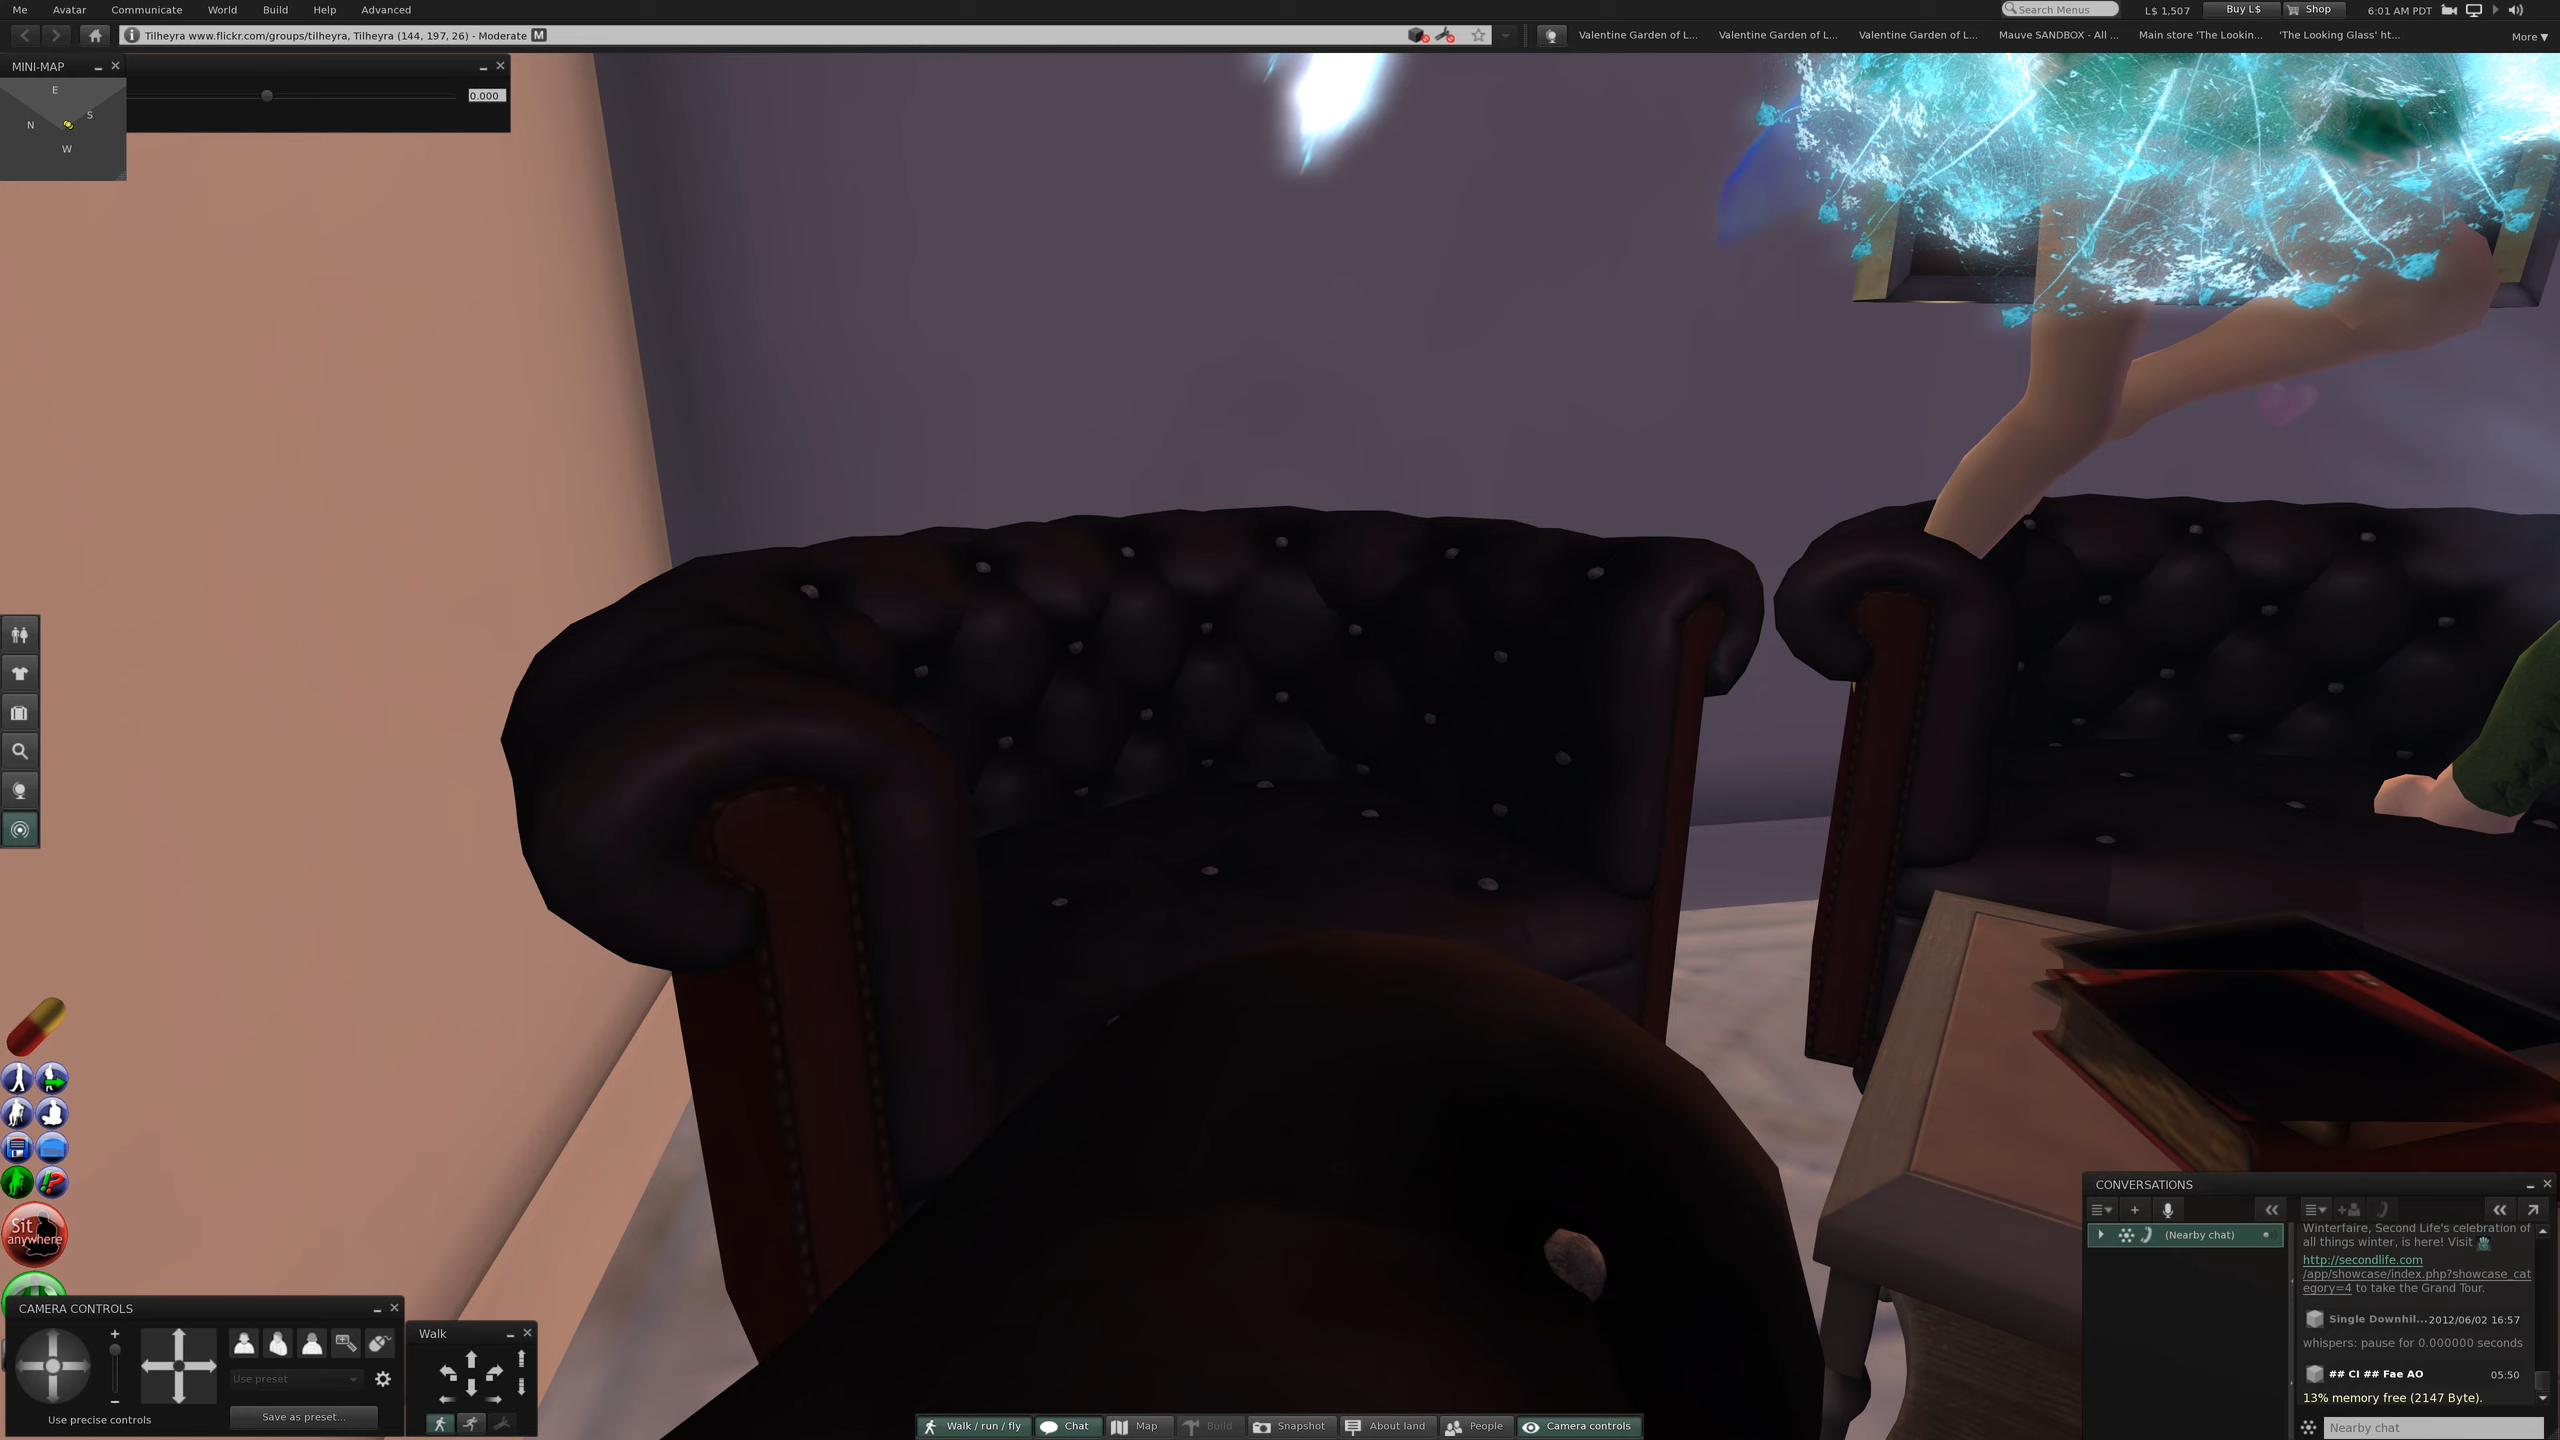 Me Avatar Communicate World Build Help Advanced
Search Menus L$ 1,507 Buy L$ Shop 6:01 AM PDT
Tilheyra www.flickr.com/groups/tilheyra, Tilheyra (144, 197, 26) - Moderate M
Valentine Garden of L... Valentine Garden of L... Valentine Garden of L... Mauve SANDBOX - All ... Main store 'The Lookin... 'The Looking Glass' ht... More
MINI-MAP
0.000
E
N S
W
Sit
anywhere
CAMERA CONTROLS
Use preset
Use precise controls
Save as preset...
Walk
Walk / run / fly Chat Map Build Snapshot About land People Camera controls
CONVERSATIONS
(Nearby chat)
Winterfaire, Second Life's celebration of
all things winter, is here! Visit
http://secondlife.com
/app/showcase/index.php?showcase_cat
egory=4 to take the Grand Tour.
Single Downhil... 2012/06/02 16:57
whispers: pause for 0.000000 seconds
## CI ## Fae AO 05:50
13% memory free (2147 Byte).
Nearby chat